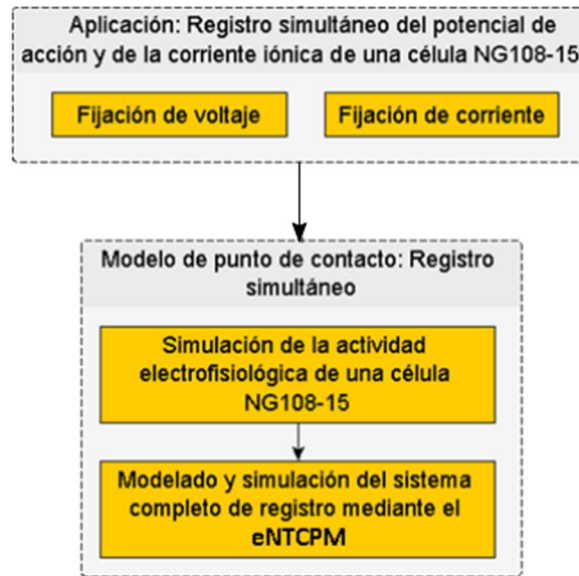 Aplicación: Registro simultáneo del potencial de
acción y de la corriente iónica de una célula NG108-15
Fijación de voltaje
Fijación de corriente
Modelo de punto de contacto: Registro
simultáneo
Simulación de la actividad
electrofisiológica de una célula
NG108-15
Modelado y simulación del sistema
completo de registro mediante el
eNTCPM